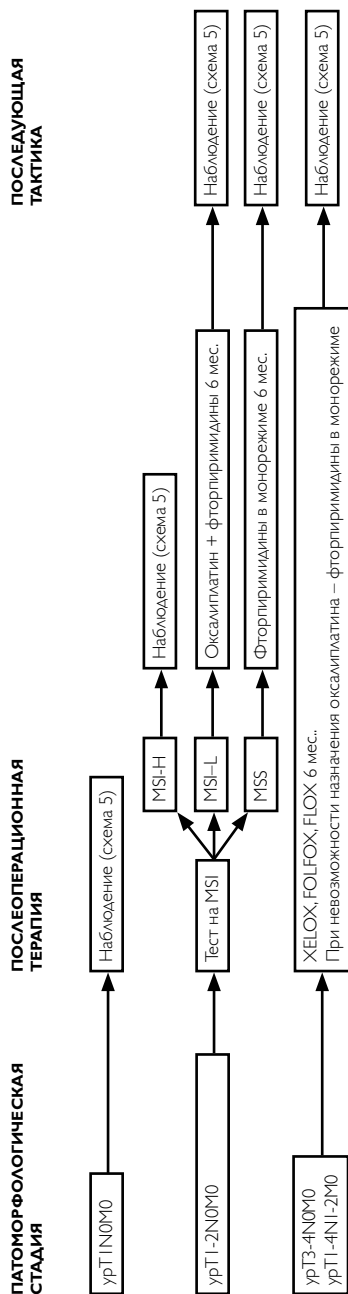 ПАТОМОРФОЛОГИЧЕСКАЯ
СТАДИЯ
ПОСЛЕОПЕРАЦИОННАЯ
ТЕРАПИЯ
ПОСЛЕДУЮЩАЯ
ТАКТИКА
ypT1N0M0
Наблюдение (схема 5)
ypT1-2N0M0
Тест на MSI
MSI-H
Наблюдение (схема 5)
MSI–L
Оксалиплатин + фторпиримидины 6 мес.
Наблюдение (схема 5)
MSS
Фторпиримидины в монорежиме 6 мес.
Наблюдение (схема 5)
ypT3-4N0M0
ypT1-4N1-2M0
XELOX, FOLFOX, FLOX 6 мес..
При невозможности назначения оксалиплатина – фторпиримидины в монорежиме
Наблюдение (схема 5)